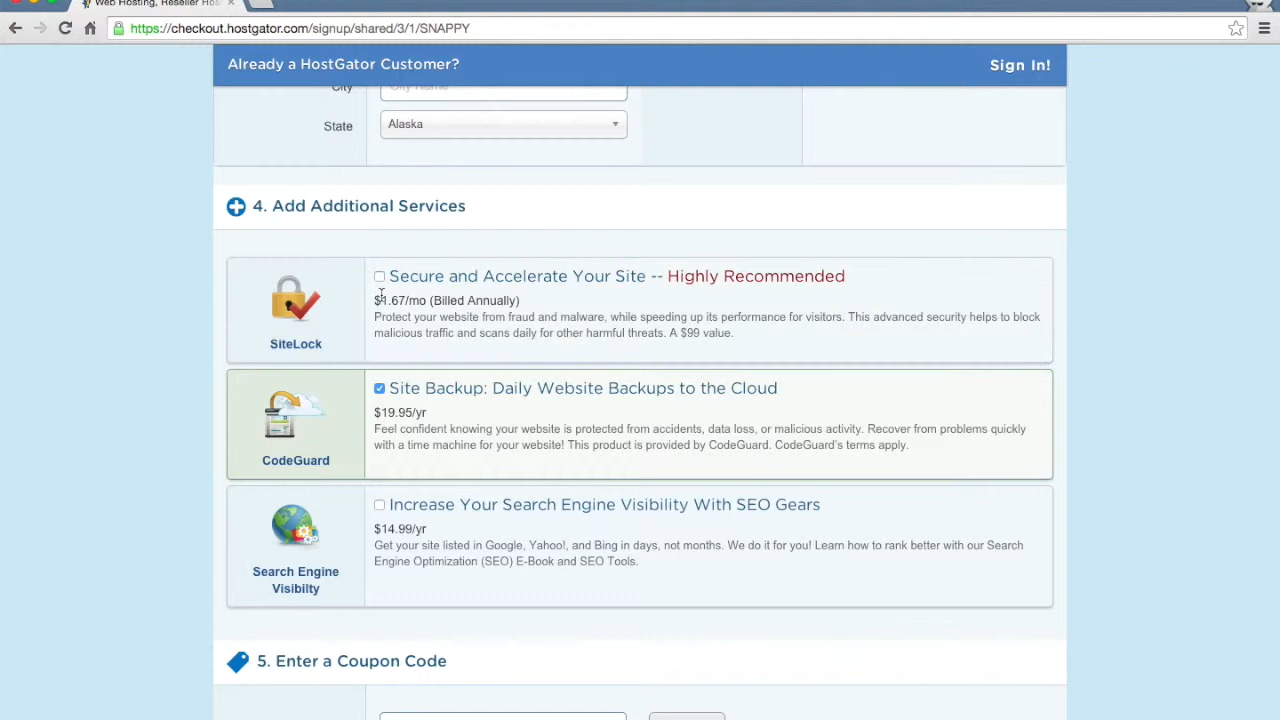 Web Hosting, Reseller Hos
https://checkout.hostgator.com/signup/shared/3/1/SNAPPY
Already a HostGator Customer?
Sign In!
City
City Name
State
Alaska
4. Add Additional Services
Secure and Accelerate Your Site -- Highly Recommended
$1.67/mo (Billed Annually)
Protect your website from fraud and malware, while speeding up its performance for visitors. This advanced security helps to block
malicious traffic and scans daily for other harmful threats. A $99 value.
SiteLock
Site Backup: Daily Website Backups to the Cloud
$19.95/yr
Feel confident knowing your website is protected from accidents, data loss, or malicious activity. Recover from problems quickly
with a time machine for your website! This product is provided by CodeGuard. CodeGuard's terms apply.
CodeGuard
Increase Your Search Engine Visibility With SEO Gears
$14.99/yr
Get your site listed in Google, Yahoo!, and Bing in days, not months. We do it for you! Learn how to rank better with our Search
Engine Optimization (SEO) E-Book and SEO Tools.
Search Engine
Visibilty
5. Enter a Coupon Code